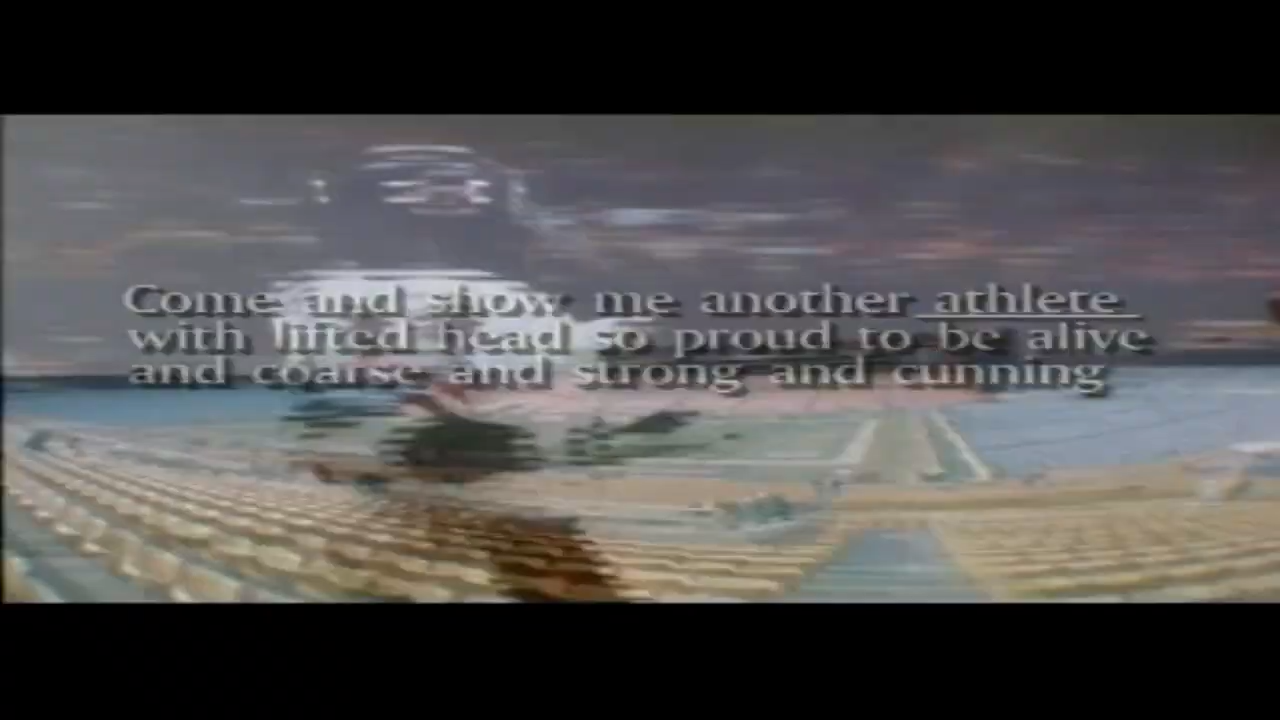 Come and show me another athlete
with lifted head so proud to be alive
and coarse and strong and cunning